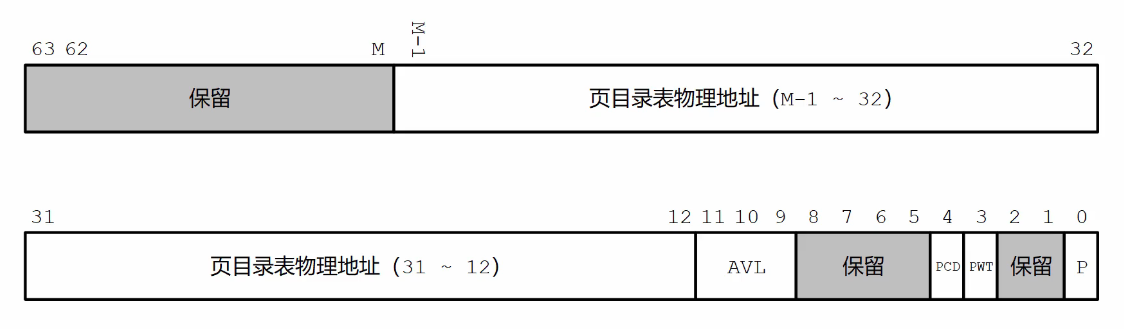 63 62 M M-1 32
保留 页目录表物理地址 (M-1 ~ 32)
31 12 11 10 9 8 7 6 5 4 3 2 1 0
页目录表物理地址 (31 ~ 12) AVL 保留 PCD PWT 保留 P